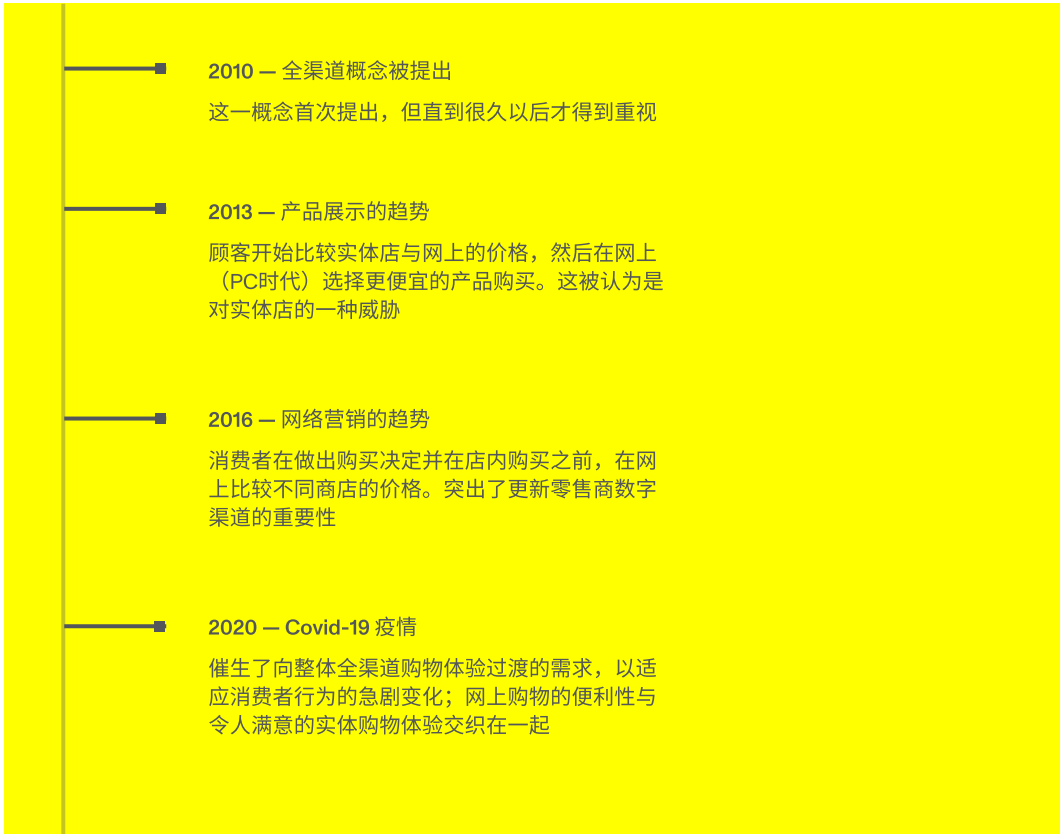 2010 — 全渠道概念被提出
这一概念首次提出，但直到很久以后才得到重视
2013 — 产品展示的趋势
顾客开始比较实体店与网上的价格，然后在网上
（PC时代）选择更便宜的产品购买。这被认为是
对实体店的一种威胁
2016 — 网络营销的趋势
消费者在做出购买决定并在店内购买之前，在网
上比较不同商店的价格。突出了更新零售商数字
渠道的重要性
2020 — Covid-19 疫情
催生了向整体全渠道购物体验过渡的需求，以适
应消费者行为的急剧变化；网上购物的便利性与
令人满意的实体购物体验交织在一起